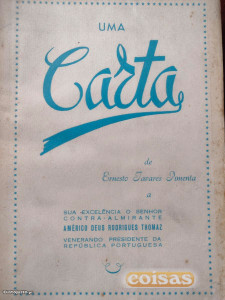 UMA
Carta
de
Ernesto Tavares Pimenta
a
SUA EXCELÊNCIA O SENHOR
CONTRA-ALMIRANTE
AMÉRICO DEUS RODRIGUES THOMAZ
VENERANDO PRESIDENTE DA
REPÚBLICA PORTUGUESA
coisas